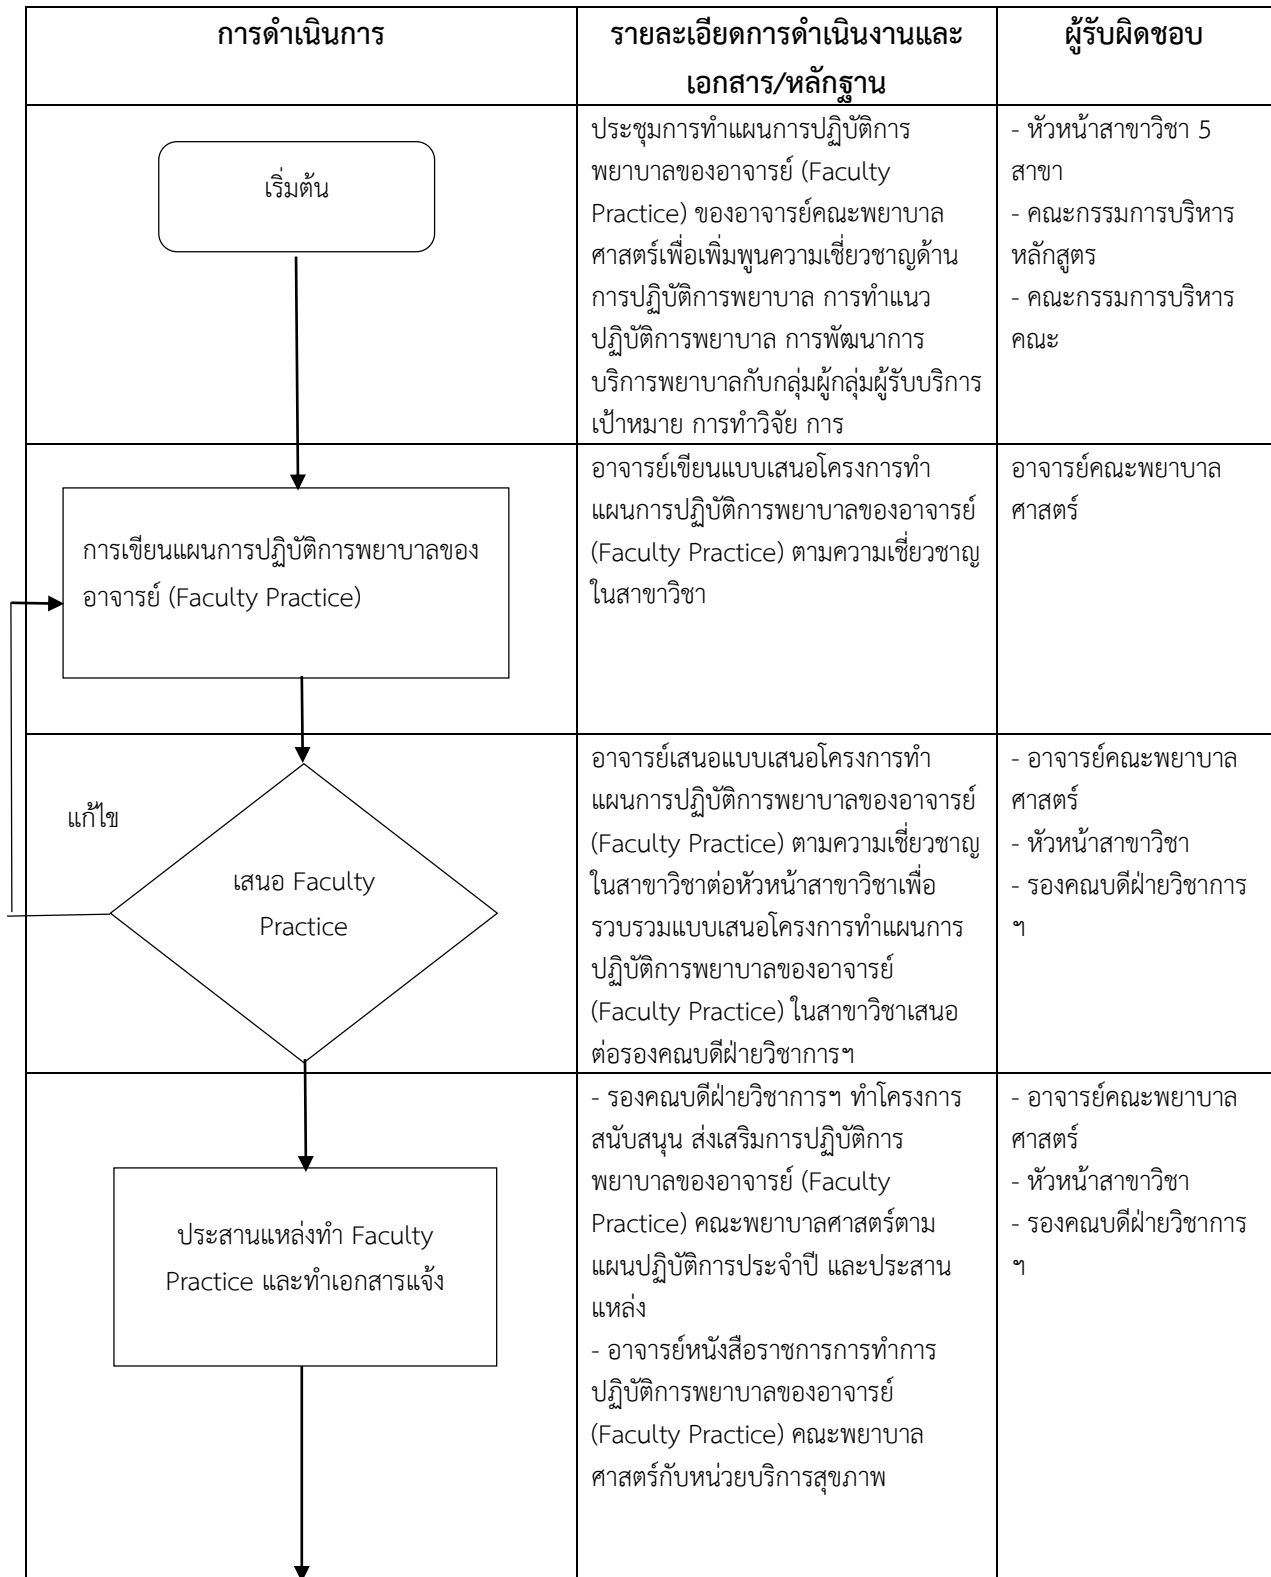 การดำเนินการ
รายละเอียดการดำเนินงานและ
เอกสาร/หลักฐาน
ผู้รับผิดชอบ
เริ่มต้น
ประชุมการทำแผนการปฏิบัติการ
พยาบาลของอาจารย์ (Faculty
Practice) ของอาจารย์คณะพยาบาล
ศาสตร์เพื่อเพิ่มพูนความเชี่ยวชาญด้าน
การปฏิบัติการพยาบาล การทำแนว
ปฏิบัติการพยาบาล การพัฒนาการ
บริการพยาบาลกับกลุ่มผู้กลุ่มผู้รับบริการ
เป้าหมาย การทำวิจัย การ
- หัวหน้าสาขาวิชา 5
สาขา
- คณะกรรมการบริหาร
หลักสูตร
- คณะกรรมการบริหาร
คณะ
การเขียนแผนการปฏิบัติการพยาบาลของ
อาจารย์ (Faculty Practice)
อาจารย์เขียนแบบเสนอโครงการทำ
แผนการปฏิบัติการพยาบาลของอาจารย์
(Faculty Practice) ตามความเชี่ยวชาญ
ในสาขาวิชา
อาจารย์คณะพยาบาล
ศาสตร์
แก้ไข
เสนอ Faculty
Practice
อาจารย์เสนอแบบเสนอโครงการทำ
แผนการปฏิบัติการพยาบาลของอาจารย์
(Faculty Practice) ตามความเชี่ยวชาญ
ในสาขาวิชาต่อหัวหน้าสาขาวิชาเพื่อ
รวบรวมแบบเสนอโครงการทำแผนการ
ปฏิบัติการพยาบาลของอาจารย์
(Faculty Practice) ในสาขาวิชาเสนอ
ต่อรองคณบดีฝ่ายวิชาการฯ
- อาจารย์คณะพยาบาล
ศาสตร์
- หัวหน้าสาขาวิชา
- รองคณบดีฝ่ายวิชาการ
ฯ
ประสานแหล่งทำ Faculty
Practice และทำเอกสารแจ้ง
- รองคณบดีฝ่ายวิชาการฯ ทำโครงการ
สนับสนุน ส่งเสริมการปฏิบัติการ
พยาบาลของอาจารย์ (Faculty
Practice) คณะพยาบาลศาสตร์ตาม
แผนปฏิบัติการประจำปี และประสาน
แหล่ง
- อาจารย์หนังสือราชการการทำการ
ปฏิบัติการพยาบาลของอาจารย์
(Faculty Practice) คณะพยาบาล
ศาสตร์กับหน่วยบริการสุขภาพ
- อาจารย์คณะพยาบาล
ศาสตร์
- หัวหน้าสาขาวิชา
- รองคณบดีฝ่ายวิชาการ
ฯ